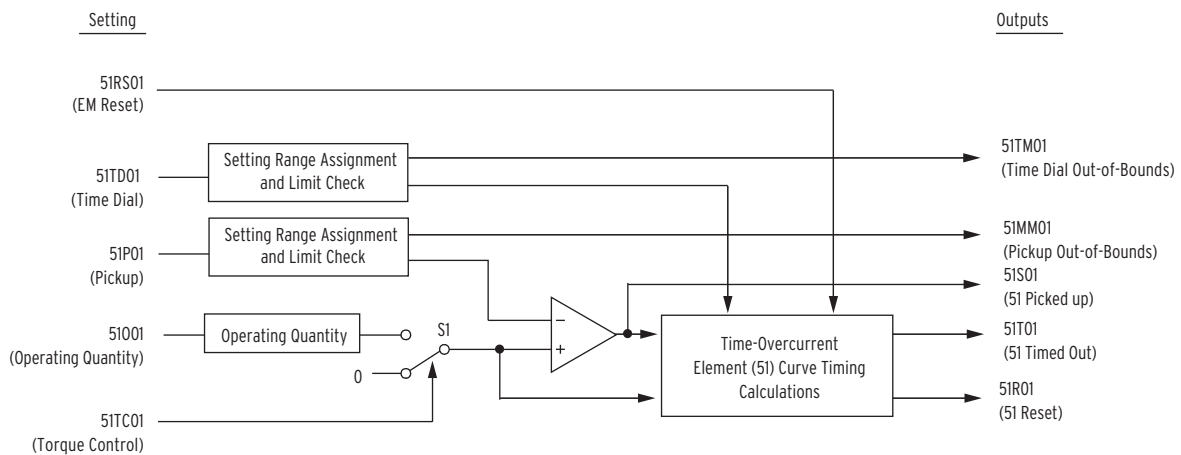 Setting
Outputs
51RS01
(EM Reset)
51TD01
(Time Dial)
Setting Range Assignment
and Limit Check
51TM01
(Time Dial Out-of-Bounds)
51P01
(Pickup)
Setting Range Assignment
and Limit Check
51MM01
(Pickup Out-of-Bounds)
51S01
(51 Picked up)
51O01
(Operating Quantity)
Operating Quantity
S1
0
–
+
Time-Overcurrent
Element (51) Curve Timing
Calculations
51T01
(51 Timed Out)
51R01
(51 Reset)
51TC01
(Torque Control)